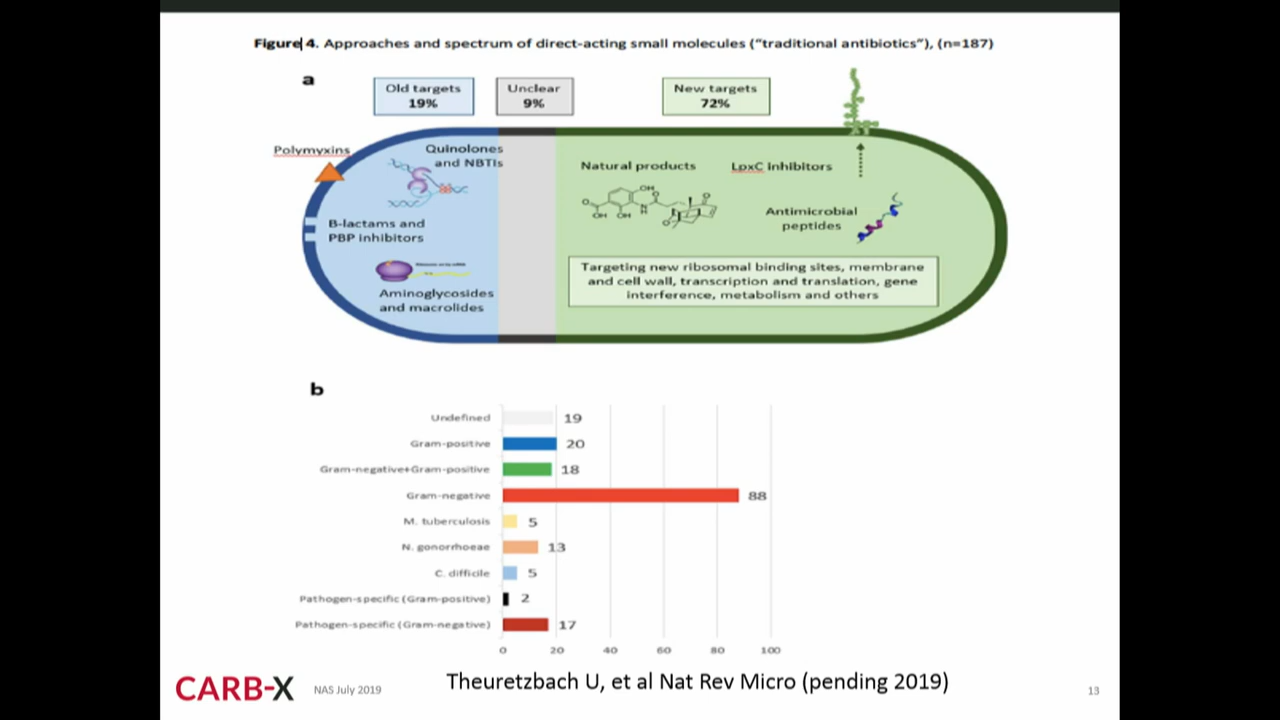 Figure 4. Approaches and spectrum of direct-acting small molecules (“traditional antibiotics”), (n=187)
a
Old targets
19%
Unclear
9%
New targets
72%
Polymyxins
Quinolones
and NBTIs
B-lactams and
PBP inhibitors
Aminoglycosides
and macrolides
Natural products
LpxC inhibitors
OH
O
O
N
H
OH
OH
O
O
Antimicrobial
peptides
Targeting new ribosomal binding sites, membrane
and cell wall, transcription and translation, gene
interference, metabolism and others
b
Undefined 19
Gram-positive 20
Gram-negative+Gram-positive 18
Gram-negative 88
M. tuberculosis 5
N. gonorrhoeae 13
C. difficile 5
Pathogen-specific (Gram-positive) 2
Pathogen-specific (Gram-negative) 17
0 20 40 60 80 100
CARB-X
NAS July 2019
Theuretzbach U, et al Nat Rev Micro (pending 2019)
13